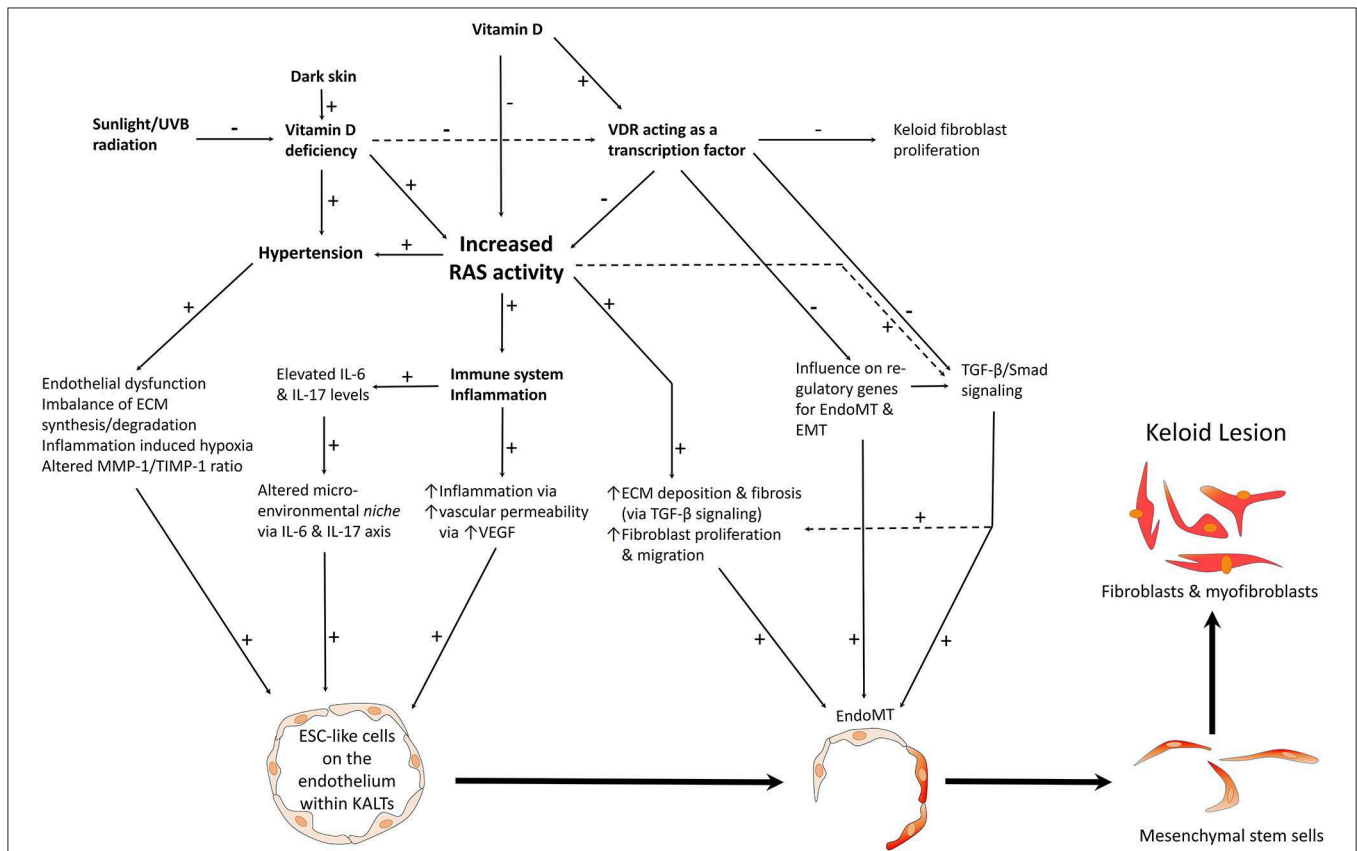 Vitamin D
+
-
Dark skin
+
Sunlight/UVB
radiation
-
Vitamin D
deficiency
-
VDR acting as a
transcription factor
-
Keloid fibroblast
proliferation
+
+
-
Hypertension
+
Increased
RAS activity
+
+
+
-
-
+
Endothelial dysfunction
Imbalance of ECM
synthesis/degradation
Inflammation induced hypoxia
Altered MMP-1/TIMP-1 ratio
Elevated IL-6
& IL-17 levels
+
Immune system
Inflammation
Influence on re-
gulatory genes
for EndoMT &
EMT
TGF-β/Smad
signaling
+
+
+
Altered micro-
environmental niche
via IL-6 & IL-17 axis
↑Inflammation via
↑vascular permeability
via ↑VEGF
↑ECM deposition & fibrosis
(via TGF-β signaling)
↑Fibroblast proliferation
& migration
+
Keloid Lesion
Fibroblasts & myofibroblasts
+
+
+
+
+
+
ESC-like cells
on the
endothelium
within KALTs
EndoMT
Mesenchymal stem sells